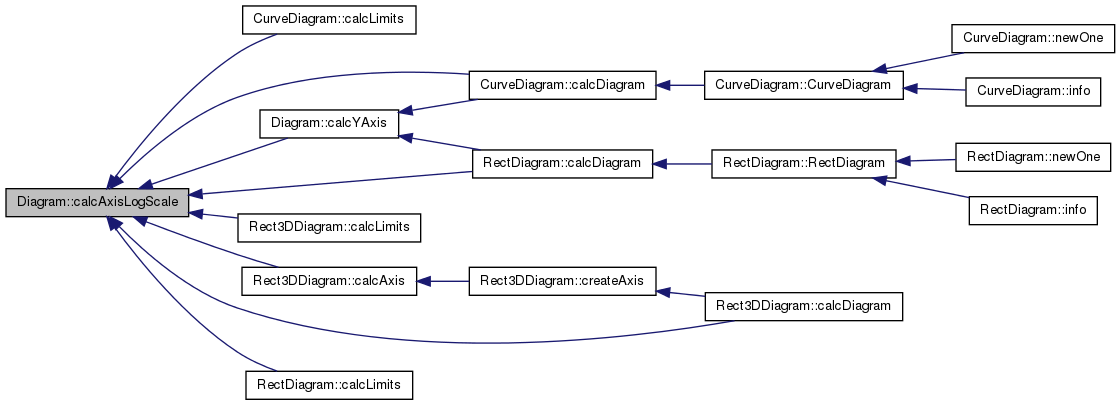 CurveDiagram::calcLimits
CurveDiagram::newOne
CurveDiagram::calcDiagram
CurveDiagram::CurveDiagram
CurveDiagram::info
Diagram::calcYAxis
RectDiagram::calcDiagram
RectDiagram::RectDiagram
RectDiagram::newOne
Diagram::calcAxisLogScale
RectDiagram::info
Rect3DDiagram::calcLimits
Rect3DDiagram::calcAxis
Rect3DDiagram::createAxis
Rect3DDiagram::calcDiagram
RectDiagram::calcLimits